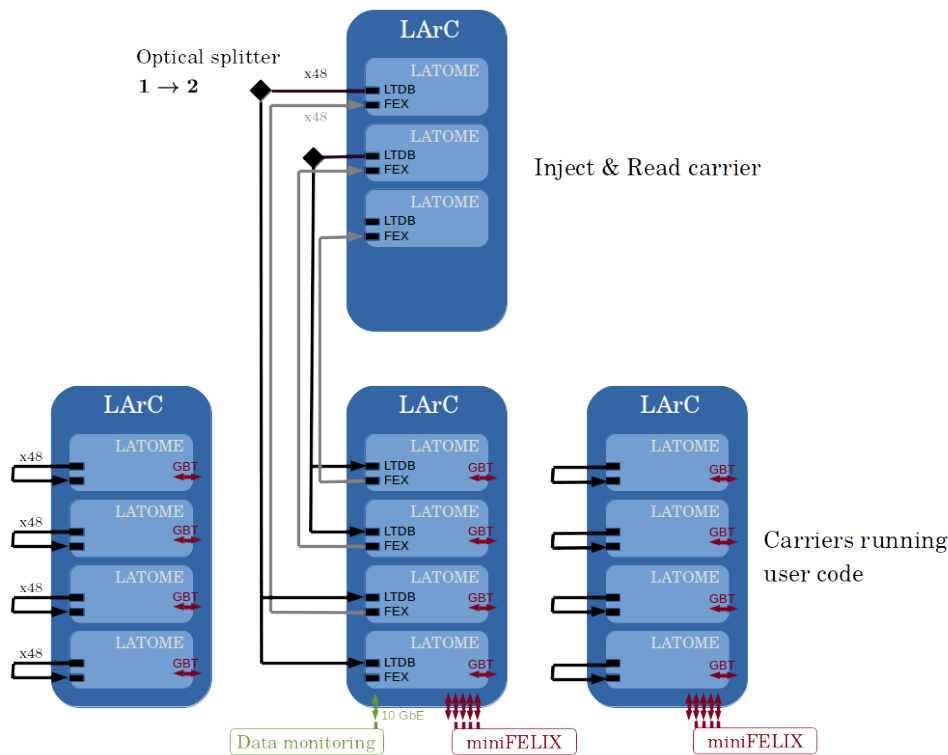 LArC
Optical splitter
1 → 2
x48
LATOME
LTDB
FEX
x48
LATOME
LTDB
FEX
Inject & Read carrier
LATOME
LTDB
FEX
LArC
LArC
LArC
x48
LATOME
GBT
x48
LATOME
GBT
x48
LATOME
GBT
x48
LATOME
GBT
LATOME
LTDB
FEX
GBT
LATOME
LTDB
FEX
GBT
LATOME
LTDB
FEX
GBT
LATOME
LTDB
FEX
GBT
LATOME
GBT
LATOME
GBT
LATOME
GBT
LATOME
GBT
Carriers running
user code
10 GbE
Data monitoring
miniFELIX
miniFELIX